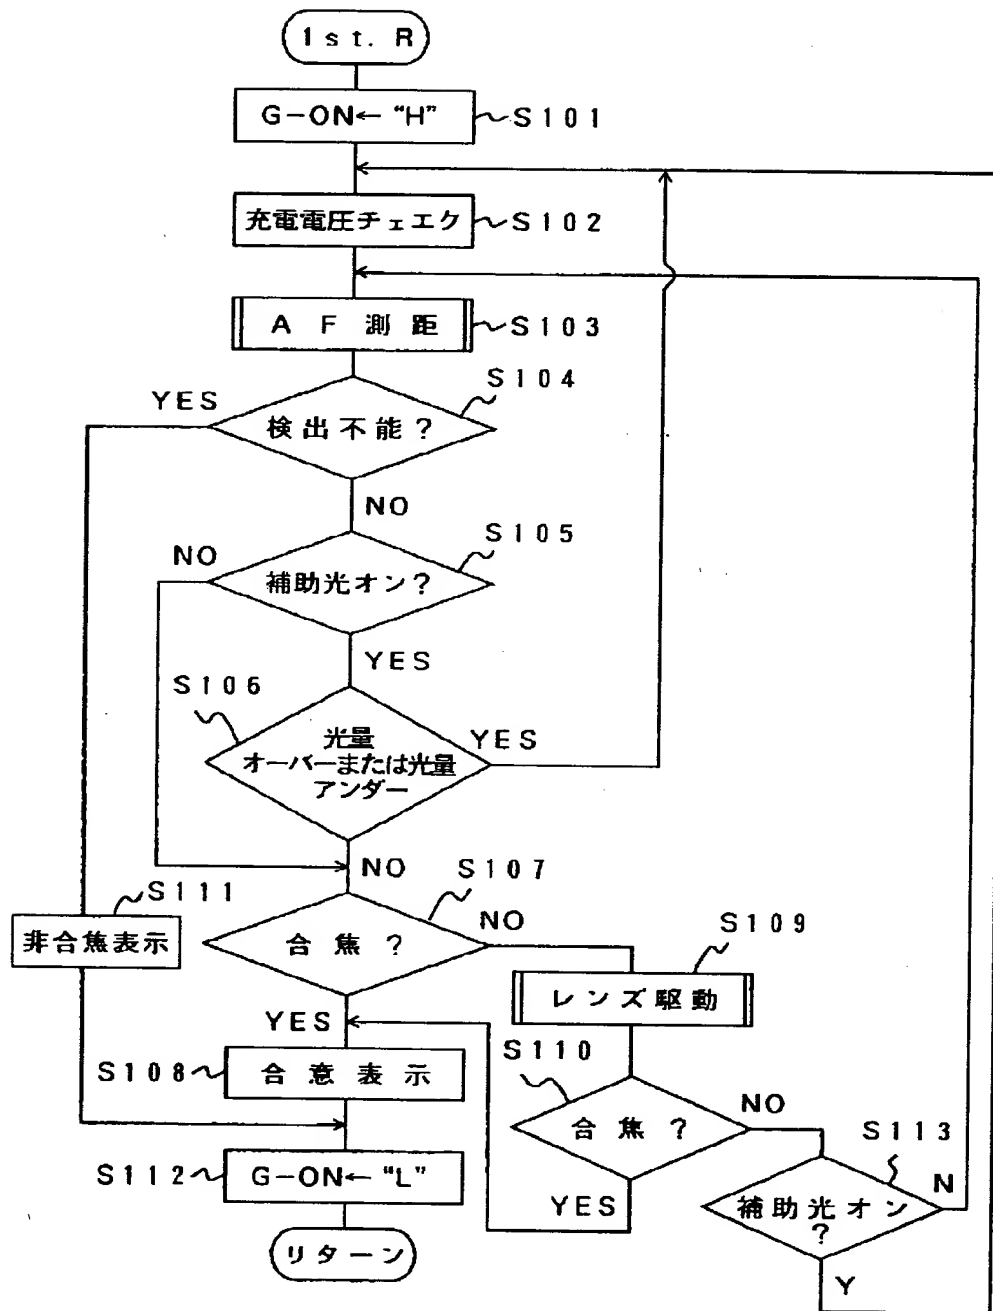 1st. R
G-ON← “H”
S101
充電電圧チェエク
S102
AF測距
S103
S104
YES
検出不能？
NO
S105
NO
補助光オン？
YES
S106
光量
オーバーまたは光量
アンダー
YES
NO
S107
S111
非合焦表示
合焦？
NO
S109
レンズ駆動
YES
S110
S108
合意表示
合焦？
NO
S113
S112
G-ON← “L”
YES
補助光オン
？
N
リターン
Y